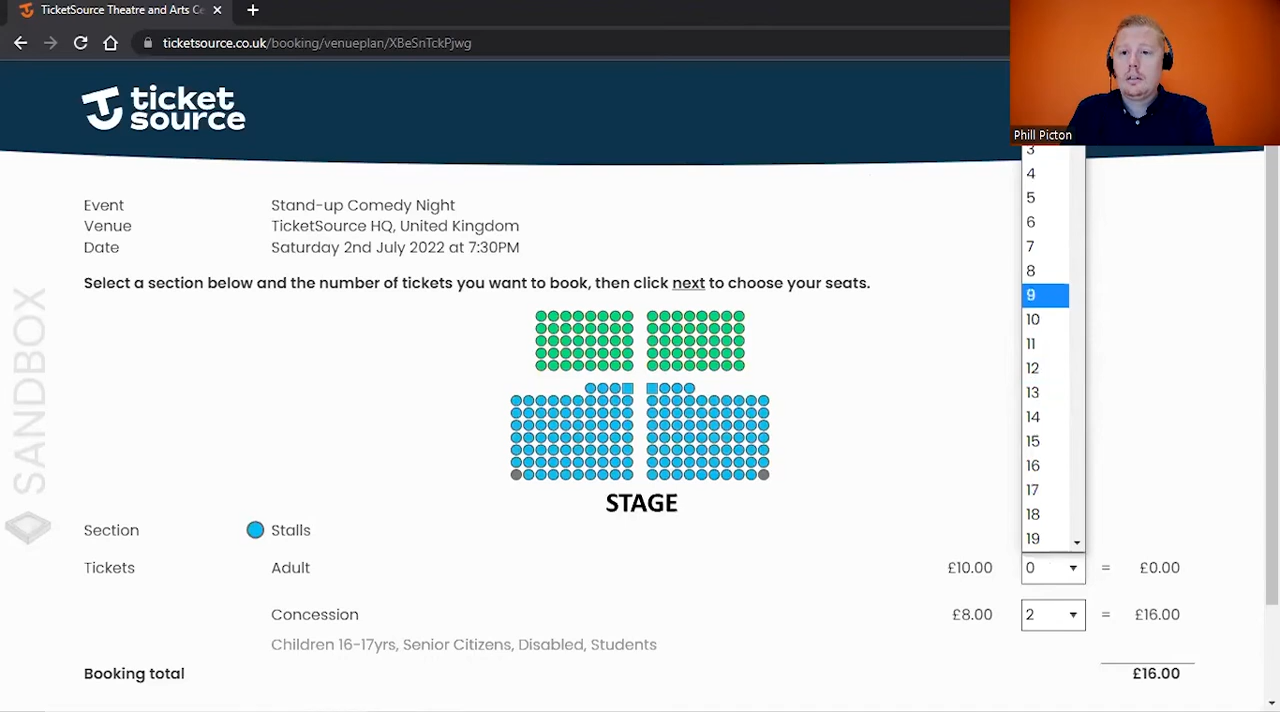 TicketSource Theatre and Arts Ce
ticketsource.co.uk/booking/venueplan/XBeSnTckPjwg
Phill Picton
ticket
source
Event Stand-up Comedy Night
Venue TicketSource HQ, United Kingdom
Date Saturday 2nd July 2022 at 7:30PM
Select a section below and the number of tickets you want to book, then click next to choose your seats.
3
4
5
6
7
8
9
10
11
12
13
14
15
16
17
18
19
SANDBOX
STAGE
Section Stalls
Tickets Adult £10.00 0 = £0.00
Concession £8.00 2 = £16.00
Children 16-17yrs, Senior Citizens, Disabled, Students
Booking total £16.00